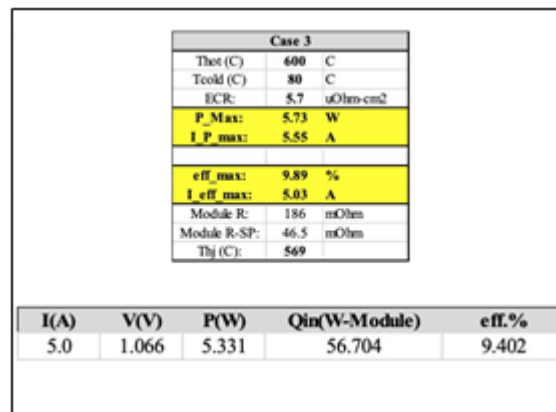 Case 3
Thot (C) 600 C
Tcold (C) 80 C
ECR: 5.7 uOhm-cm2
P_Max: 5.73 W
I_P_max: 5.55 A
eff_max: 9.89 %
I_eff_max: 5.03 A
Module R: 186 mOhm
Module R-SP: 46.5 mOhm
Thj (C): 569
I(A) V(V) P(W) Qin(W-Module) eff.%
5.0 1.066 5.331 56.704 9.402